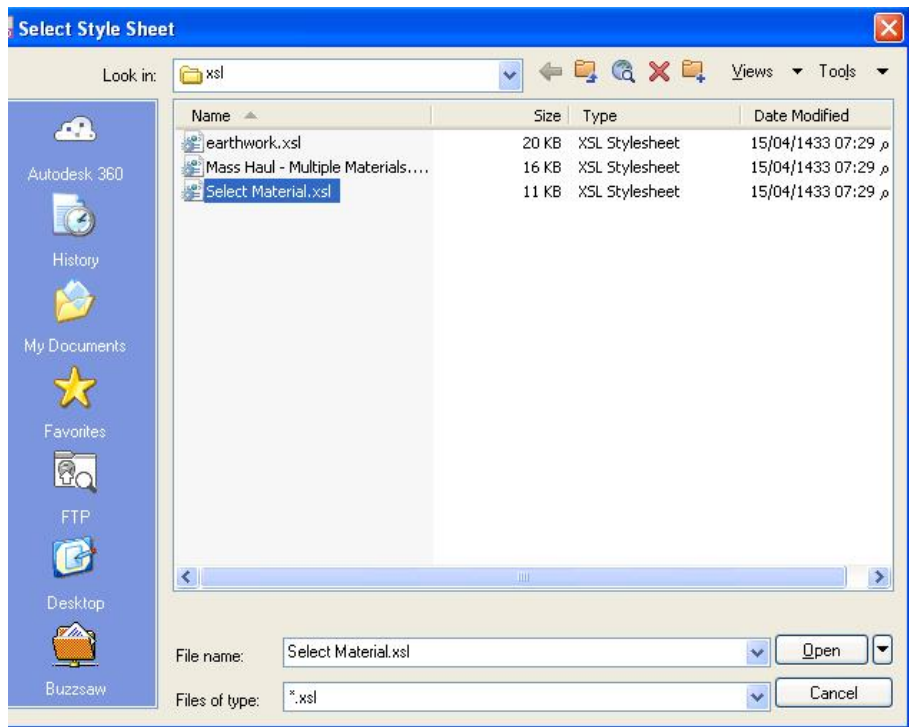 Select Style Sheet
Look in: xsl Views Tools
Name Size Type Date Modified
earthwork.xsl 20 KB XSL Stylesheet 15/04/1433 07:29 م
Mass Haul - Multiple Materials.... 16 KB XSL Stylesheet 15/04/1433 07:29 م
Select Material.xsl 11 KB XSL Stylesheet 15/04/1433 07:29 م
Autodesk 360
History
My Documents
Favorites
FTP
Desktop
Buzzsaw
File name: Select Material.xsl Open
Files of type: *.xsl Cancel